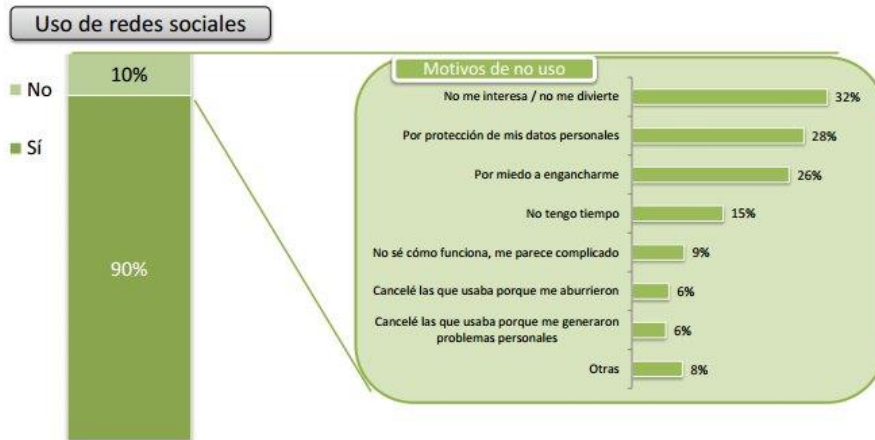 Uso de redes sociales
No
Sí
10%
90%
Motivos de no uso
No me interesa / no me divierte 32%
Por protección de mis datos personales 28%
Por miedo a engancharme 26%
No tengo tiempo 15%
No sé cómo funciona, me parece complicado 9%
Cancelé las que usaba porque me aburrieron 6%
Cancelé las que usaba porque me generaron
problemas personales 6%
Otras 8%